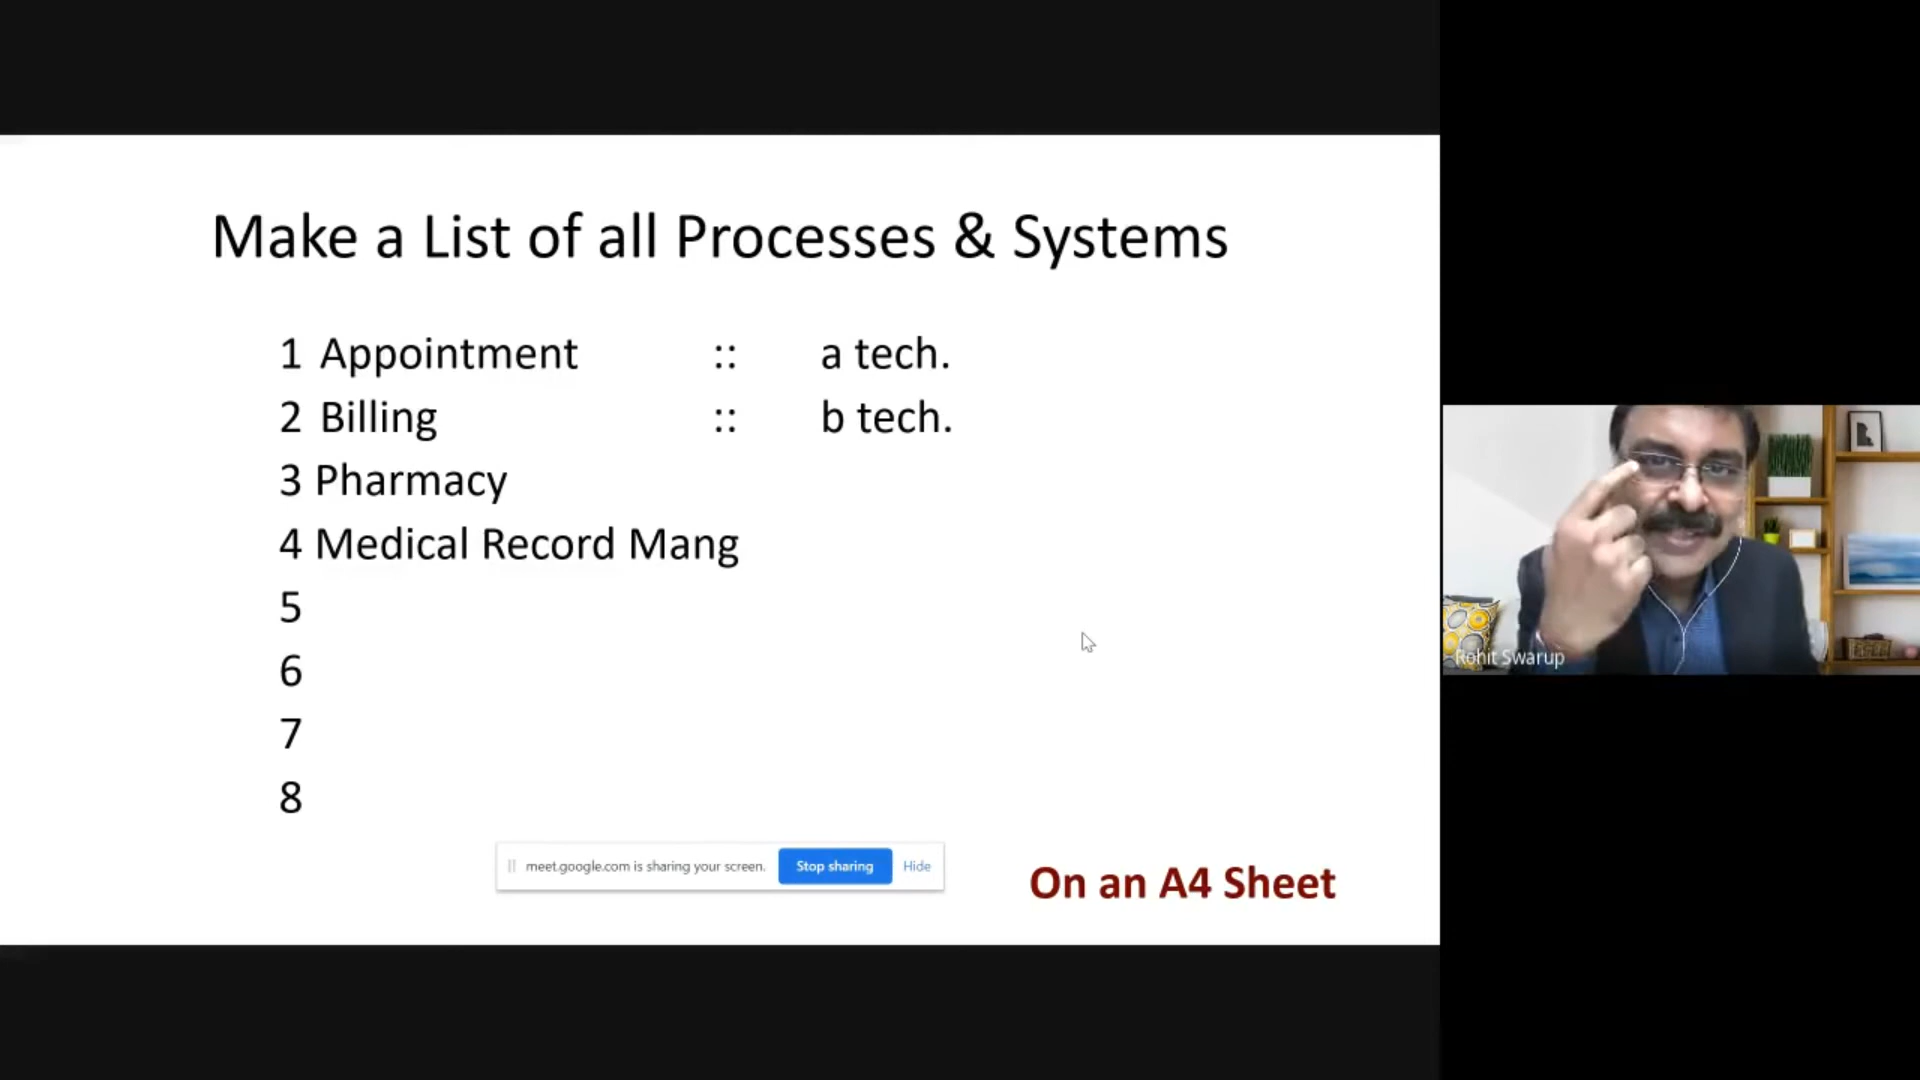 Make a List of all Processes & Systems
1 Appointment :: a tech.
2 Billing :: b tech.
3 Pharmacy
4 Medical Record Mang
5
6
7
8
meet.google.com is sharing your screen. Stop sharing Hide
On an A4 Sheet
Rohit Swarup